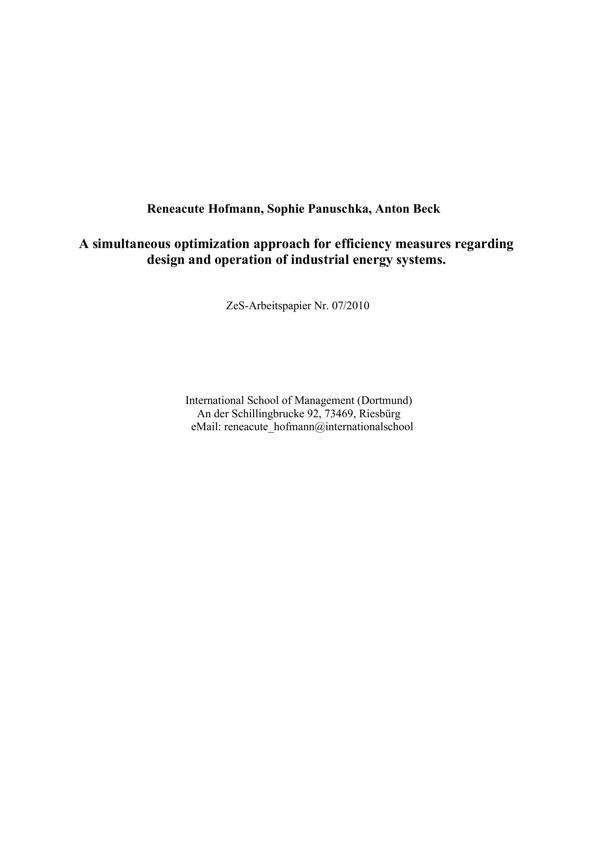 Reneacute Hofmann, Sophie Panuschka, Anton Beck
A simultaneous optimization approach for efficiency measures regarding
design and operation of industrial energy systems.
ZeS-Arbeitspapier Nr. 07/2010
International School of Management (Dortmund)
An der Schillingbrucke 92, 73469, Riesbürg
eMail: reneacute_hofmann@internationalschool